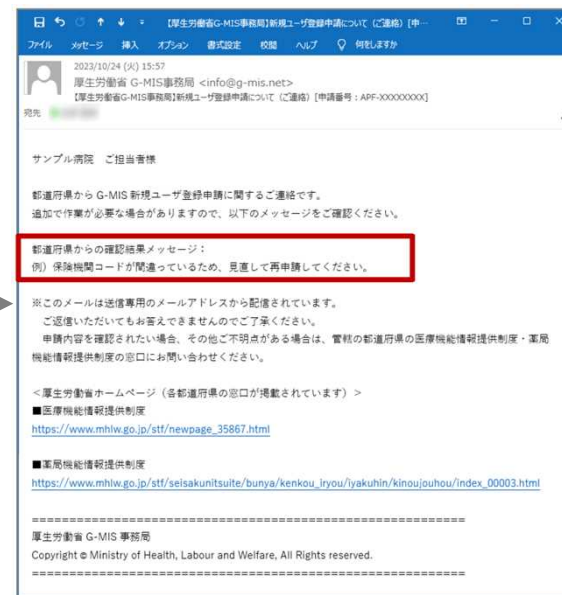 【厚生労働省G-MIS事務局】新規ユーザ登録申請について（ご連絡）[申…
ファイル メッセージ 挿入 オプション 書式設定 校閲 ヘルプ 何をしますか
2023/10/24 (火) 15:57
厚生労働省 G-MIS事務局 <info@g-mis.net>
【厚生労働省G-MIS事務局】新規ユーザ登録申請について（ご連絡）[申請番号：APF-XXXXXXXX]
宛先
サンプル病院 ご担当者様
都道府県から G-MIS 新規ユーザ登録申請に関するご連絡です。
追加で作業が必要な場合がありますので、以下のメッセージをご確認ください。
都道府県からの確認結果メッセージ：
例）保険機関コードが間違っているため、見直して再申請してください。
※このメールは送信専用のメールアドレスから配信されています。
ご返信いただいてもお答えできませんのでご了承ください。
申請内容を確認されたい場合、その他ご不明点がある場合は、管轄の都道府県の医療機能情報提供制度・薬局
機能情報提供制度の窓口にお問い合わせください。
＜厚生労働省ホームページ（各都道府県の窓口が掲載されています）＞
■医療機能情報提供制度
https://www.mhlw.go.jp/stf/newpage_35867.html
■薬局機能情報提供制度
https://www.mhlw.go.jp/stf/seisakunitsuite/bunya/kenkou_iryou/iyakuhin/kinoujouhou/index_00003.html
============================================================
厚生労働省 G-MIS 事務局
Copyright © Ministry of Health, Labour and Welfare, All Rights reserved.
============================================================